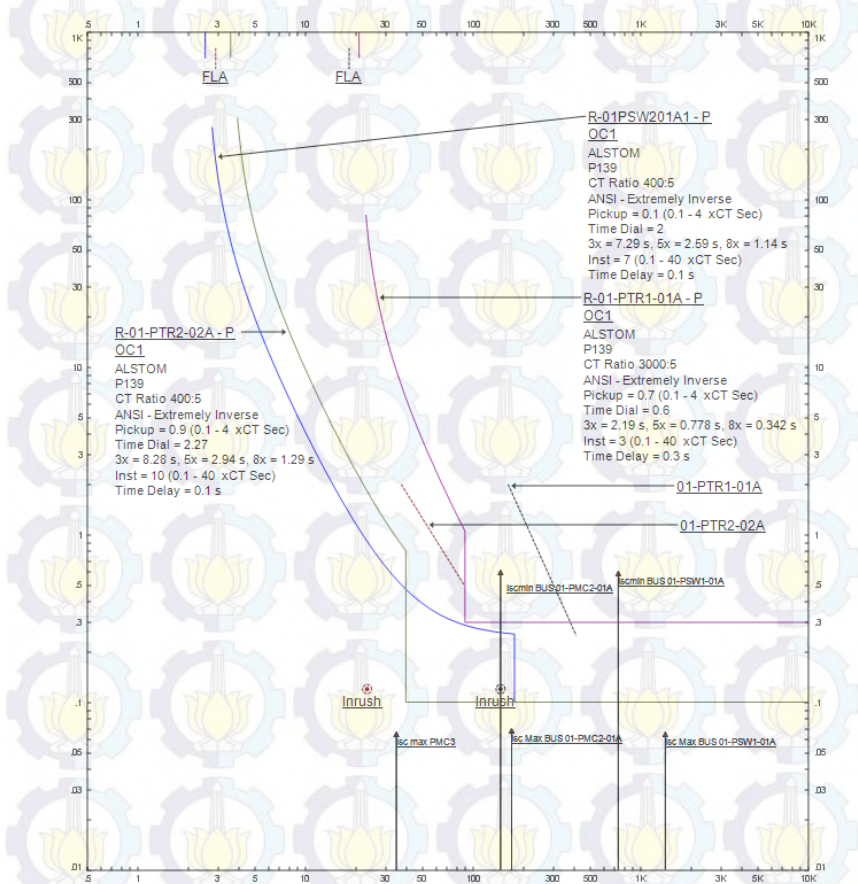 .5 1 3 5 10 30 50 100 300 500 1K 3K 5K 10K
1K 1K
500 500
300 300
100 100
50 50
30 30
10 10
5 5
3 3
1 1
.5 .5
.3 .3
.1 .1
.05 .05
.03 .03
.01 .01
.5 1 3 5 10 30 50 100 300 500 1K 3K 5K 10K
FLA
FLA
R-01PSW201A1 - P
OC1
ALSTOM
P139
CT Ratio 400:5
ANSI - Extremely Inverse
Pickup = 0.1 (0.1 - 4 xCT Sec)
Time Dial = 2
3x = 7.29 s, 5x = 2.59 s, 8x = 1.14 s
Inst = 7 (0.1 - 40 xCT Sec)
Time Delay = 0.1 s
R-01-PTR1-01A - P
OC1
ALSTOM
P139
CT Ratio 3000:5
ANSI - Extremely Inverse
Pickup = 0.7 (0.1 - 4 xCT Sec)
Time Dial = 0.6
3x = 2.19 s, 5x = 0.778 s, 8x = 0.342 s
Inst = 3 (0.1 - 40 xCT Sec)
Time Delay = 0.3 s
R-01-PTR2-02A - P
OC1
ALSTOM
P139
CT Ratio 400:5
ANSI - Extremely Inverse
Pickup = 0.9 (0.1 - 4 xCT Sec)
Time Dial = 2.27
3x = 8.28 s, 5x = 2.94 s, 8x = 1.29 s
Inst = 10 (0.1 - 40 xCT Sec)
Time Delay = 0.1 s
01-PTR1-01A
01-PTR2-02A
Iscmin BUS 01-PMC2-01A
Iscmin BUS 01-PSW1-01A
Inrush
Inrush
Isc max PMC3
Isc Max BUS 01-PMC2-01A
Isc Max BUS 01-PSW1-01A